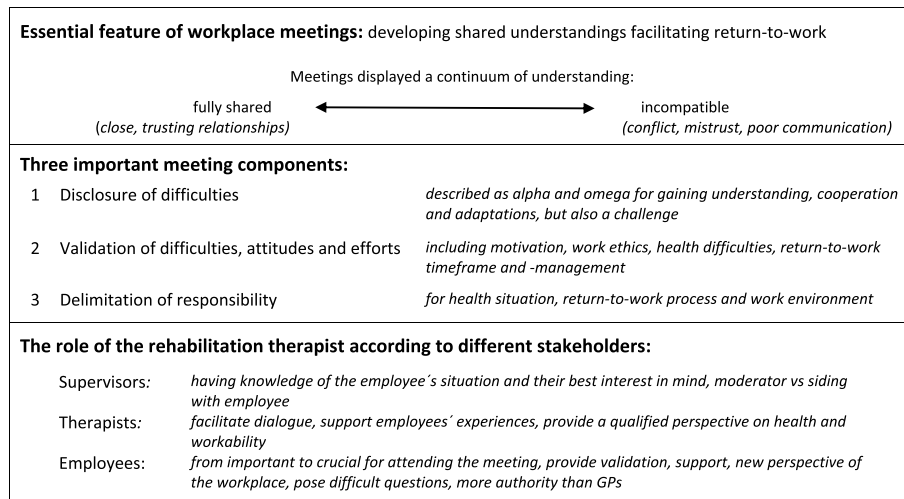 Essential feature of workplace meetings: developing shared understandings facilitating return-to-work
Meetings displayed a continuum of understanding:
fully shared incompatible
(close, trusting relationships) (conflict, mistrust, poor communication)
Three important meeting components:
1 Disclosure of difficulties described as alpha and omega for gaining understanding, cooperation
and adaptations, but also a challenge
2 Validation of difficulties, attitudes and efforts including motivation, work ethics, health difficulties, return-to-work
timeframe and -management
3 Delimitation of responsibility for health situation, return-to-work process and work environment
The role of the rehabilitation therapist according to different stakeholders:
Supervisors: having knowledge of the employee´s situation and their best interest in mind, moderator vs siding
with employee
Therapists: facilitate dialogue, support employees´ experiences, provide a qualified perspective on health and
workability
Employees: from important to crucial for attending the meeting, provide validation, support, new perspective of
the workplace, pose difficult questions, more authority than GPs